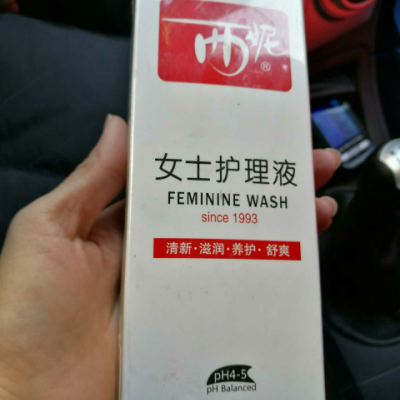 西妮®
女士护理液
FEMININE WASH
since 1993
清新·滋润·养护·舒爽
pH4-5
pH Balanced